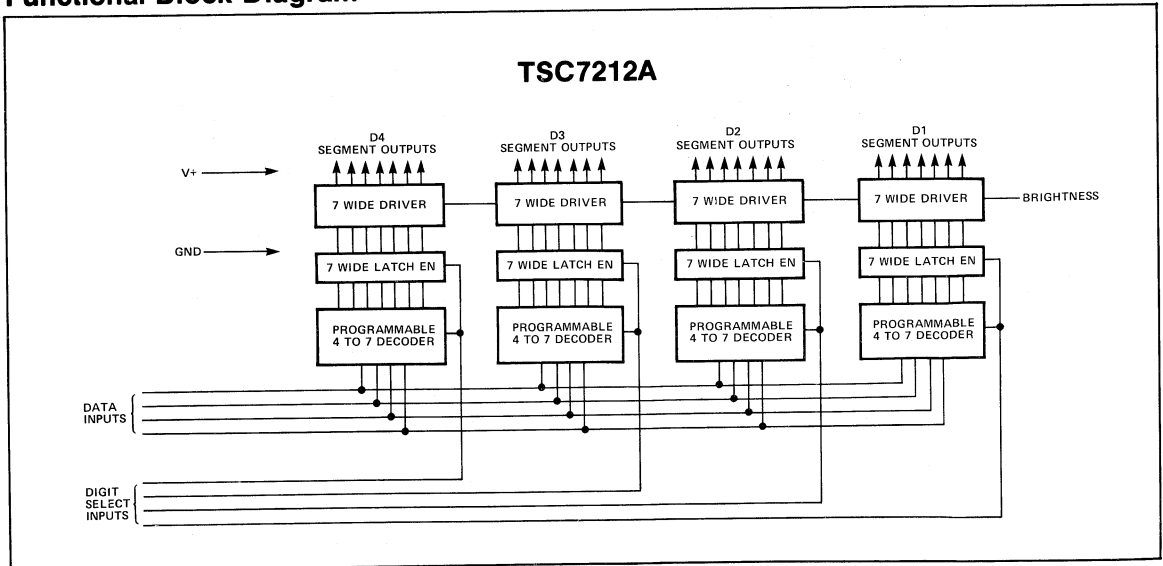 Functional Block Diagram
TSC7212A
D4
SEGMENT OUTPUTS
D3
SEGMENT OUTPUTS
D2
SEGMENT OUTPUTS
D1
SEGMENT OUTPUTS
V+
7 WIDE DRIVER
7 WIDE DRIVER
7 WIDE DRIVER
7 WIDE DRIVER
BRIGHTNESS
GND
7 WIDE LATCH EN
7 WIDE LATCH EN
7 WIDE LATCH EN
7 WIDE LATCH EN
PROGRAMMABLE
4 TO 7 DECODER
PROGRAMMABLE
4 TO 7 DECODER
PROGRAMMABLE
4 TO 7 DECODER
PROGRAMMABLE
4 TO 7 DECODER
DATA
INPUTS
DIGIT
SELECT
INPUTS